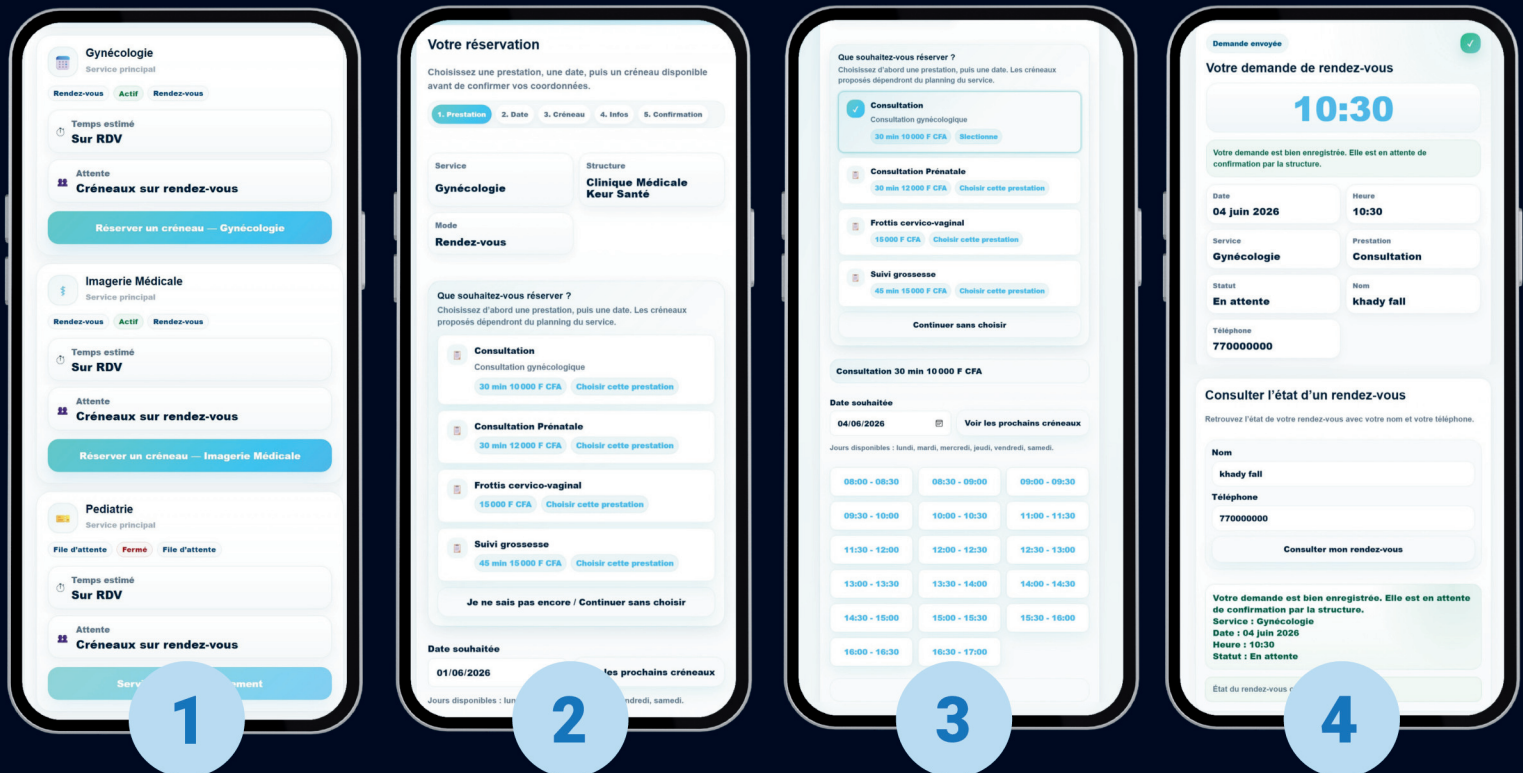 Gynécologie
Service principal
Rendez-vous Actif Rendez-vous
Temps estimé
Sur RDV
Attente
Créneaux sur rendez-vous
Réserver un créneau — Gynécologie
Imagerie Médicale
Service principal
Rendez-vous Actif Rendez-vous
Temps estimé
Sur RDV
Attente
Créneaux sur rendez-vous
Réserver un créneau — Imagerie Médicale
Pediatrie
Service principal
File d'attente Fermé File d'attente
Temps estimé
Sur RDV
Attente
Créneaux sur rendez-vous
1
Votre réservation
Choisissez une prestation, une date, puis un créneau disponible
avant de confirmer vos coordonnées.
1. Prestation 2. Date 3. Créneau 4. Infos 5. Confirmation
Service
Gynécologie
Structure
Clinique Médicale
Keur Santé
Mode
Rendez-vous
Que souhaitez-vous réserver ?
Choisissez d'abord une prestation, puis une date. Les créneaux
proposés dépendront du planning du service.
Consultation
Consultation gynécologique
30 min 10 000 F CFA Choisir cette prestation
Consultation Prénatale
30 min 12 000 F CFA Choisir cette prestation
Frottis cervico-vaginal
15 000 F CFA Choisir cette prestation
Suivi grossesse
45 min 15 000 F CFA Choisir cette prestation
Je ne sais pas encore / Continuer sans choisir
Date souhaitée
01/06/2026 les prochains créneaux
Jours disponibles : samedi.
2
Que souhaitez-vous réserver ?
Choisissez d'abord une prestation, puis une date. Les créneaux
proposés dépendront du planning du service.
Consultation
Consultation gynécologique
30 min 10 000 F CFA Slectionne
Consultation Prénatale
30 min 12 000 F CFA Choisir cette prestation
Frottis cervico-vaginal
15 000 F CFA Choisir cette prestation
Suivi grossesse
45 min 15 000 F CFA Choisir cette prestation
Continuer sans choisir
Consultation 30 min 10 000 F CFA
Date souhaitée
04/06/2026 Voir les prochains créneaux
Jours disponibles : lundi, mardi, mercredi, jeudi, vendredi, samedi.
08:00 - 08:30 08:30 - 09:00 09:00 - 09:30
09:30 - 10:00 10:00 - 10:30 11:00 - 11:30
11:30 - 12:00 12:00 - 12:30 12:30 - 13:00
13:00 - 13:30 13:30 - 14:00 14:00 - 14:30
14:30 - 15:00 15:00 - 15:30 15:30 - 16:00
16:00 - 16:30 16:30 - 17:00
3
Demande envoyée
Votre demande de rendez-vous
10:30
Votre demande est bien enregistrée. Elle est en attente de
confirmation par la structure.
Date
04 juin 2026
Heure
10:30
Service
Gynécologie
Prestation
Consultation
Statut
En attente
Nom
khady fall
Téléphone
770000000
Consulter l'état d'un rendez-vous
Retrouvez l'état de votre rendez-vous avec votre nom et votre téléphone.
Nom
khady fall
Téléphone
770000000
Consulter mon rendez-vous
Votre demande est bien enregistrée. Elle est en attente
de confirmation par la structure.
Service : Gynécologie
Date : 04 juin 2026
Heure : 10:30
Statut : En attente
État du rendez-vous
4